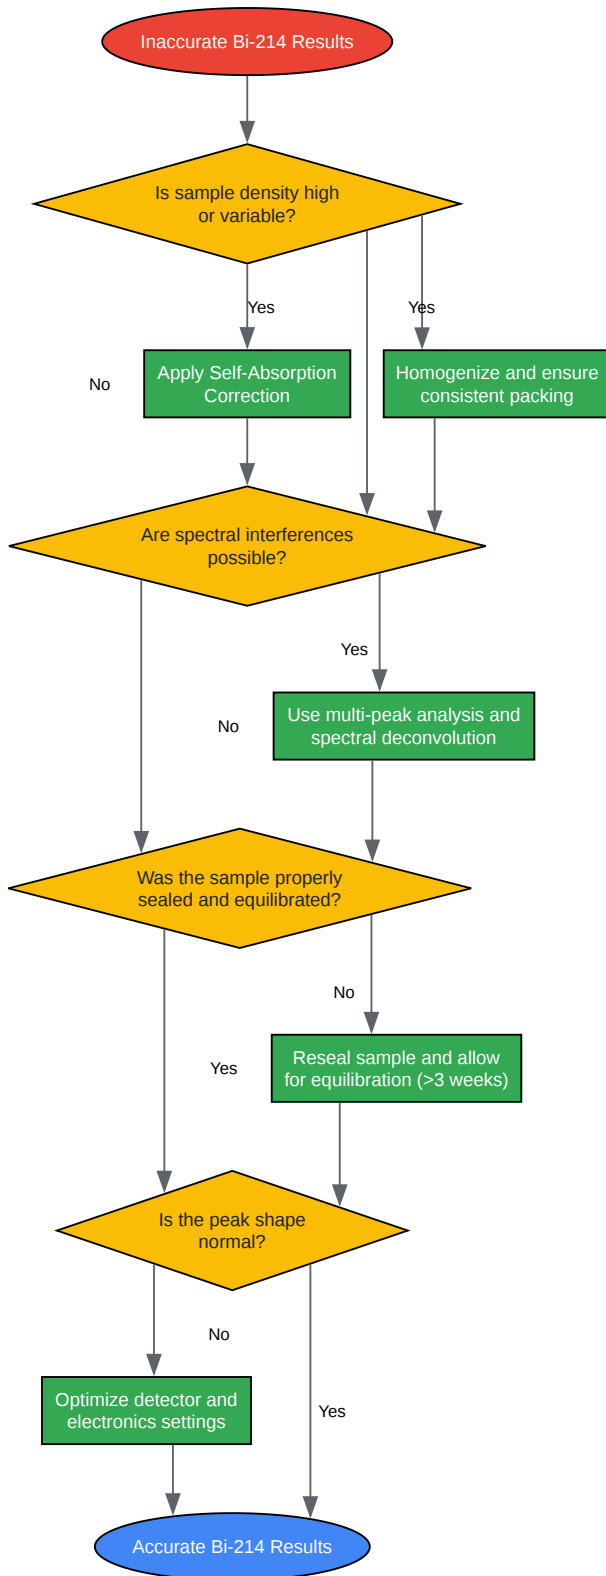 Inaccurate Bi-214 Results
Is sample density high
or variable?
Yes
Yes
Apply Self-Absorption
Correction
Homogenize and ensure
consistent packing
No
Are spectral interferences
possible?
Yes
Use multi-peak analysis and
spectral deconvolution
No
Was the sample properly
sealed and equilibrated?
No
Reseal sample and allow
for equilibration (>3 weeks)
Yes
Is the peak shape
normal?
No
Optimize detector and
electronics settings
Yes
Accurate Bi-214 Results